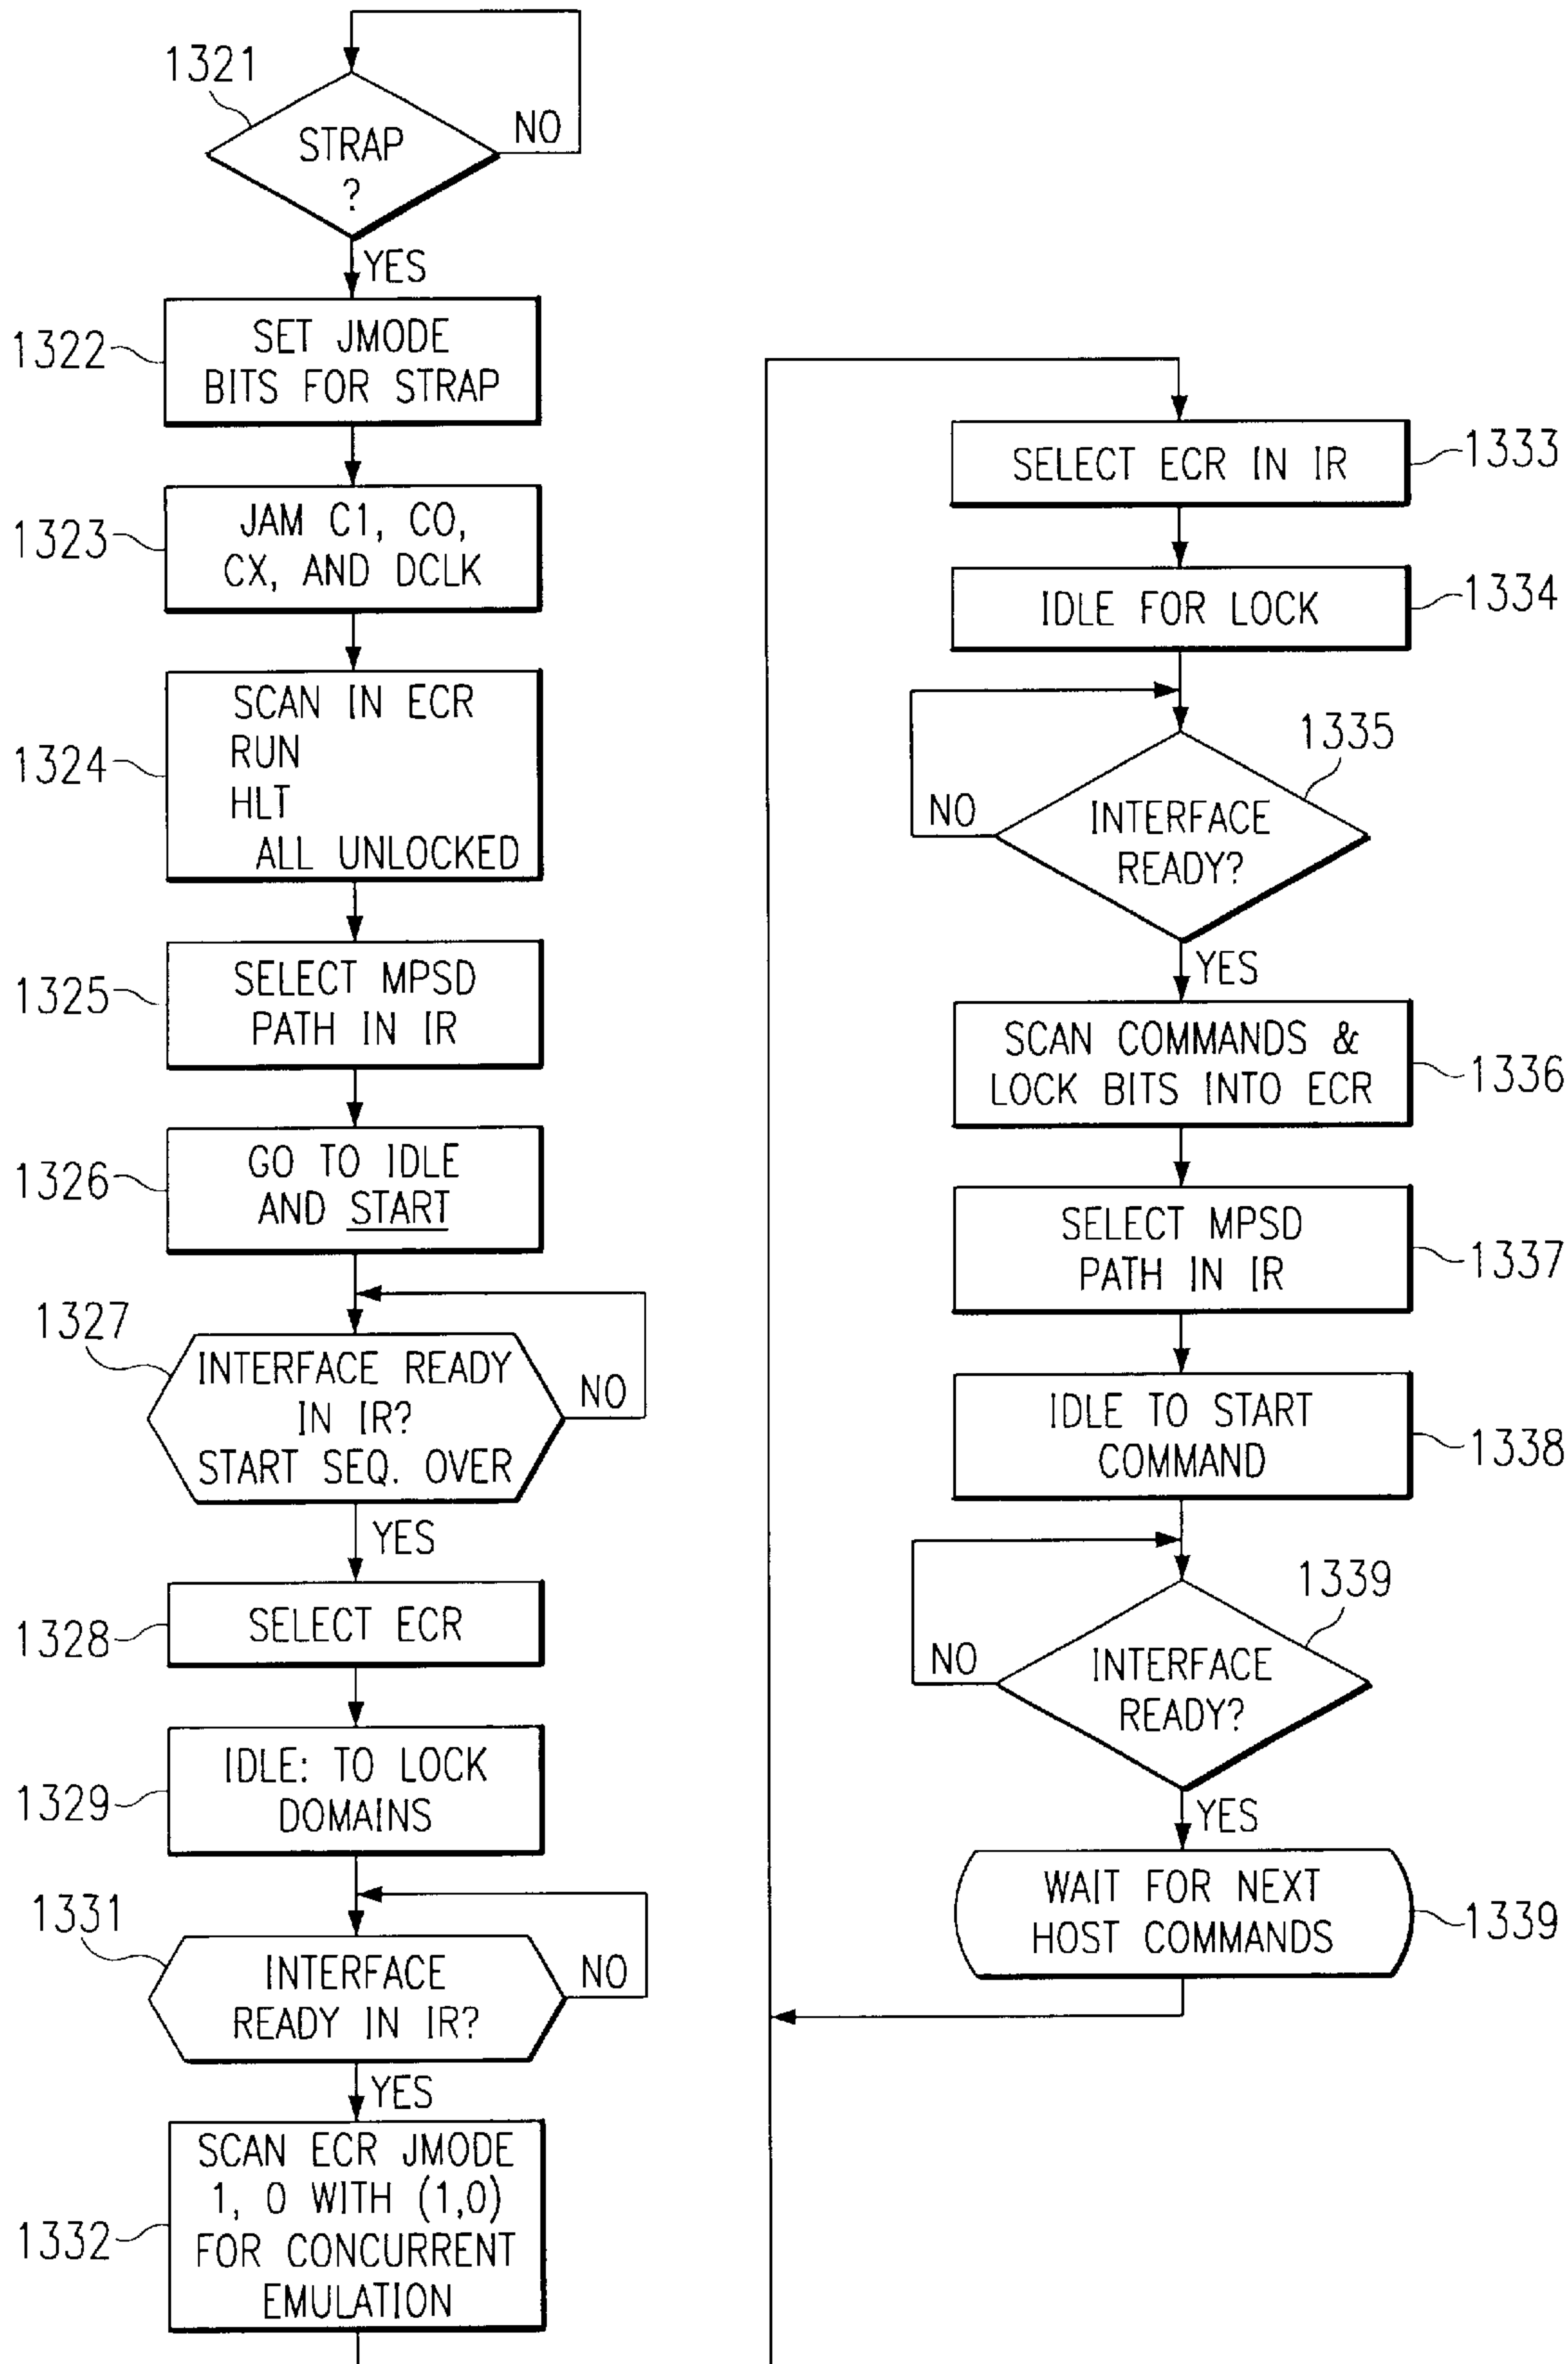 1321
STRAP
?
NO
YES
1322
SET JMODE
BITS FOR STRAP
1323
JAM C1, C0,
CX, AND DCLK
1324
SCAN IN ECR
RUN
HLT
ALL UNLOCKED
1325
SELECT MPSD
PATH IN IR
1326
GO TO IDLE
AND START
1327
INTERFACE READY
IN IR?
START SEQ. OVER
NO
YES
1328
SELECT ECR
1329
IDLE: TO LOCK
DOMAINS
1331
INTERFACE
READY IN IR?
NO
YES
1332
SCAN ECR JMODE
1, 0 WITH (1,0)
FOR CONCURRENT
EMULATION
SELECT ECR IN IR
1333
IDLE FOR LOCK
1334
1335
INTERFACE
READY?
NO
YES
SCAN COMMANDS &
LOCK BITS INTO ECR
1336
SELECT MPSD
PATH IN IR
1337
IDLE TO START
COMMAND
1338
1339
INTERFACE
READY?
NO
YES
WAIT FOR NEXT
HOST COMMANDS
1339